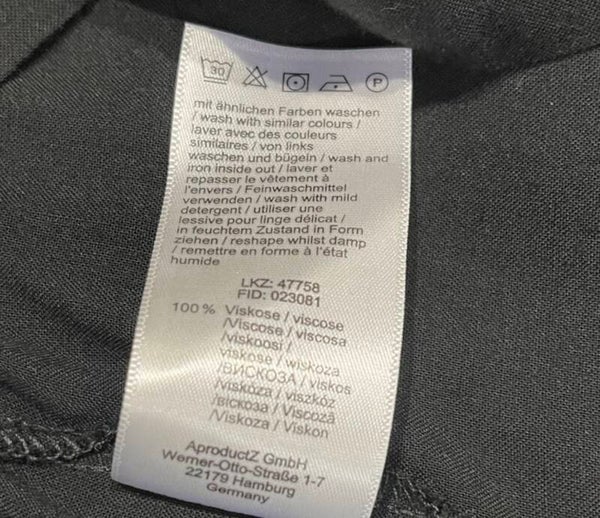 30
P
mit ähnlichen Farben waschen
/ wash with similar colours /
laver avec des couleurs
similaires / von links
waschen und bügeln / wash and
iron inside out / laver et
repasser le vêtement à
l'envers / Feinwaschmittel
verwenden / wash with mild
detergent / utiliser une
lessive pour linge délicat /
in feuchtem Zustand in Form
ziehen / reshape whilst damp
/ remettre en forme à l'état
humide
LKZ: 47758
FID: 023081
100 % Viskose / viscose
/Viscose / viscosa
/viskoosi /
viskose / wiskoza
/ВИСКОЗА / viskos
/viskóza / viszkóz
/ВІСКОЗА / Viscoză
/Viskoza / Viskon
AproductZ GmbH
Werner-Otto-Straße 1-7
22179 Hamburg
Germany